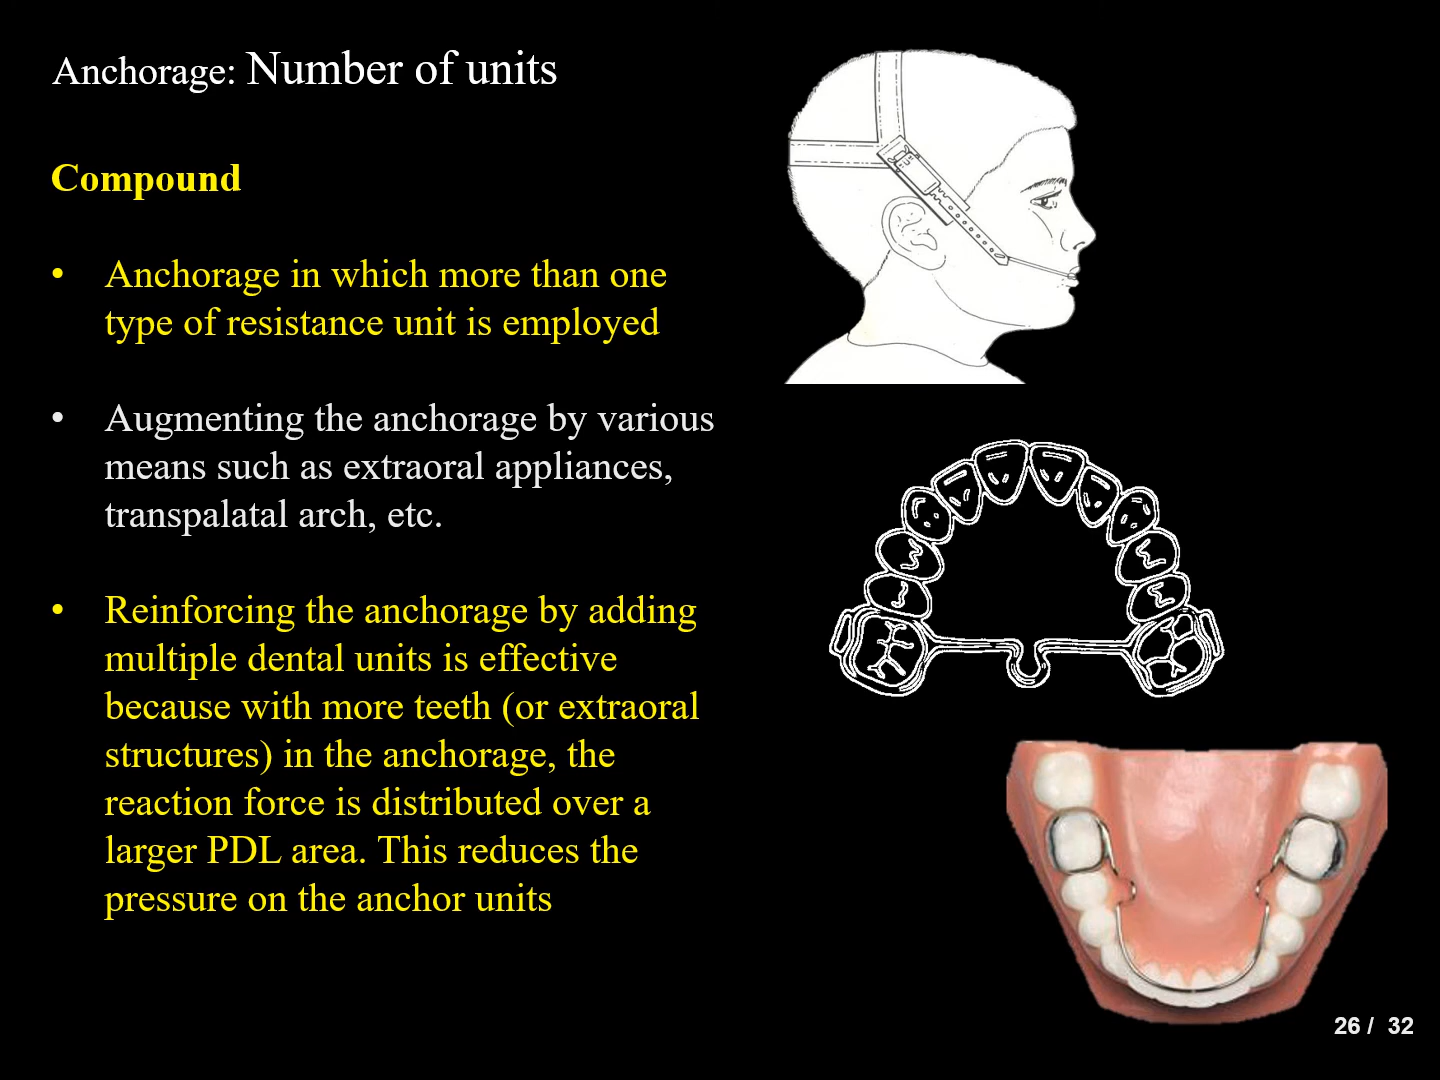 Anchorage: Number of units
Compound
• Anchorage in which more than one
type of resistance unit is employed
• Augmenting the anchorage by various
means such as extraoral appliances,
transpalatal arch, etc.
• Reinforcing the anchorage by adding
multiple dental units is effective
because with more teeth (or extraoral
structures) in the anchorage, the
reaction force is distributed over a
larger PDL area. This reduces the
pressure on the anchor units
26 / 32